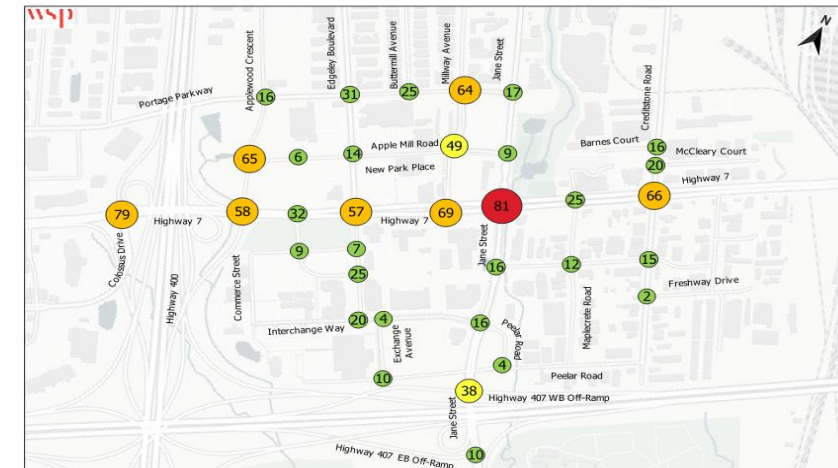 wsp
N
Applewood Crescent
Edgeley Boulevard
Buttermill Avenue
Millway Avenue
Jane Street
Creditstone Road
Portage Parkway
16
31
25
64
17
Apple Mill Road
New Park Place
65
6
14
49
9
Barnes Court
16
McCleary Court
20
Highway 7
79
58
32
57
69
81
25
66
Highway 7
Highway 7
Colossus Drive
Highway 400
Commerce Street
9
7
25
Jane Street
16
12
15
Freshway Drive
2
Maplecrete Road
Interchange Way
20
4
Exchange
Avenue
16
Peelar Road
4
10
Peelar Road
38
Highway 407 WB Off-Ramp
Jane Street
Highway 407 EB Off-Ramp
10